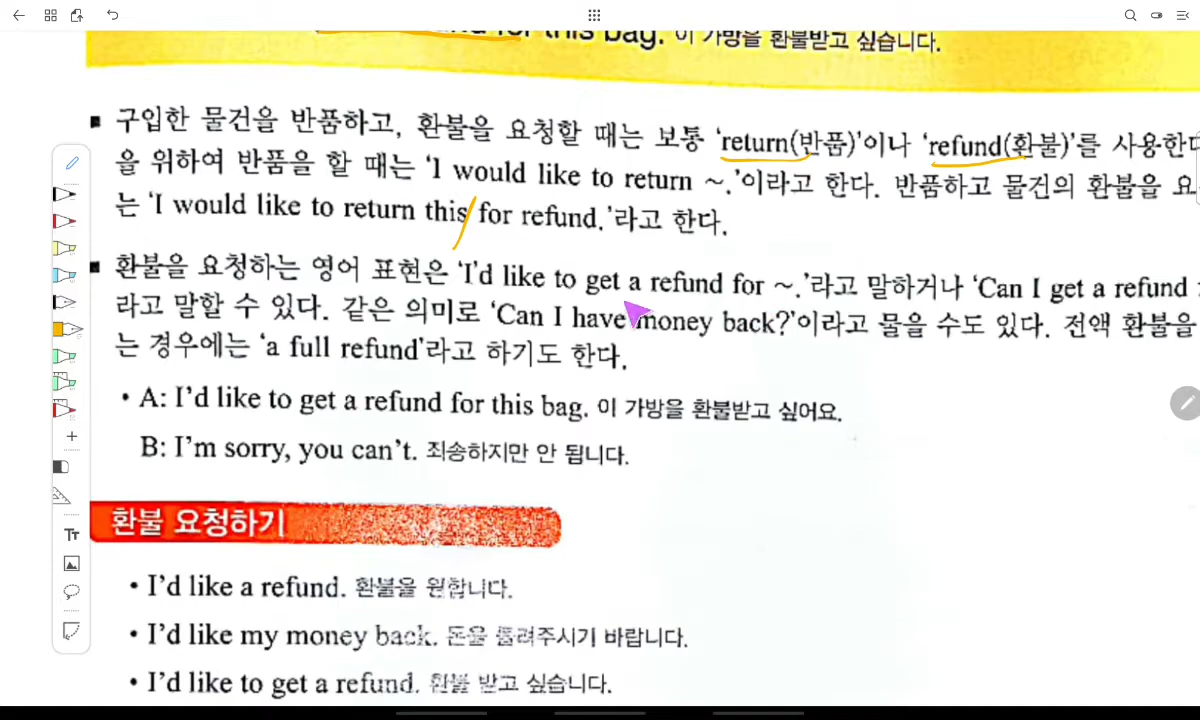 for this bag. 이 가방을 환불받고 싶습니다.
■ 구입한 물건을 반품하고, 환불을 요청할 때는 보통 ‘return(반품)’이나 ‘refund(환불)’를 사용한다
을 위하여 반품을 할 때는 ‘I would like to return ~.’이라고 한다. 반품하고 물건의 환불을 요
는 ‘I would like to return this for refund.’라고 한다.
■ 환불을 요청하는 영어 표현은 ‘I’d like to get a refund for ~.’라고 말하거나 ‘Can I get a refund
라고 말할 수 있다. 같은 의미로 ‘Can I have money back?’이라고 물을 수도 있다. 전액 환불을
는 경우에는 ‘a full refund’라고 하기도 한다.
• A: I’d like to get a refund for this bag. 이 가방을 환불받고 싶어요.
B: I’m sorry, you can’t. 죄송하지만 안 됩니다.
환불 요청하기
• I’d like a refund. 환불을 원합니다.
• I’d like my money back. 돈을 돌려주시기 바랍니다.
• I’d like to get a refund. 환불 받고 싶습니다.
Tт